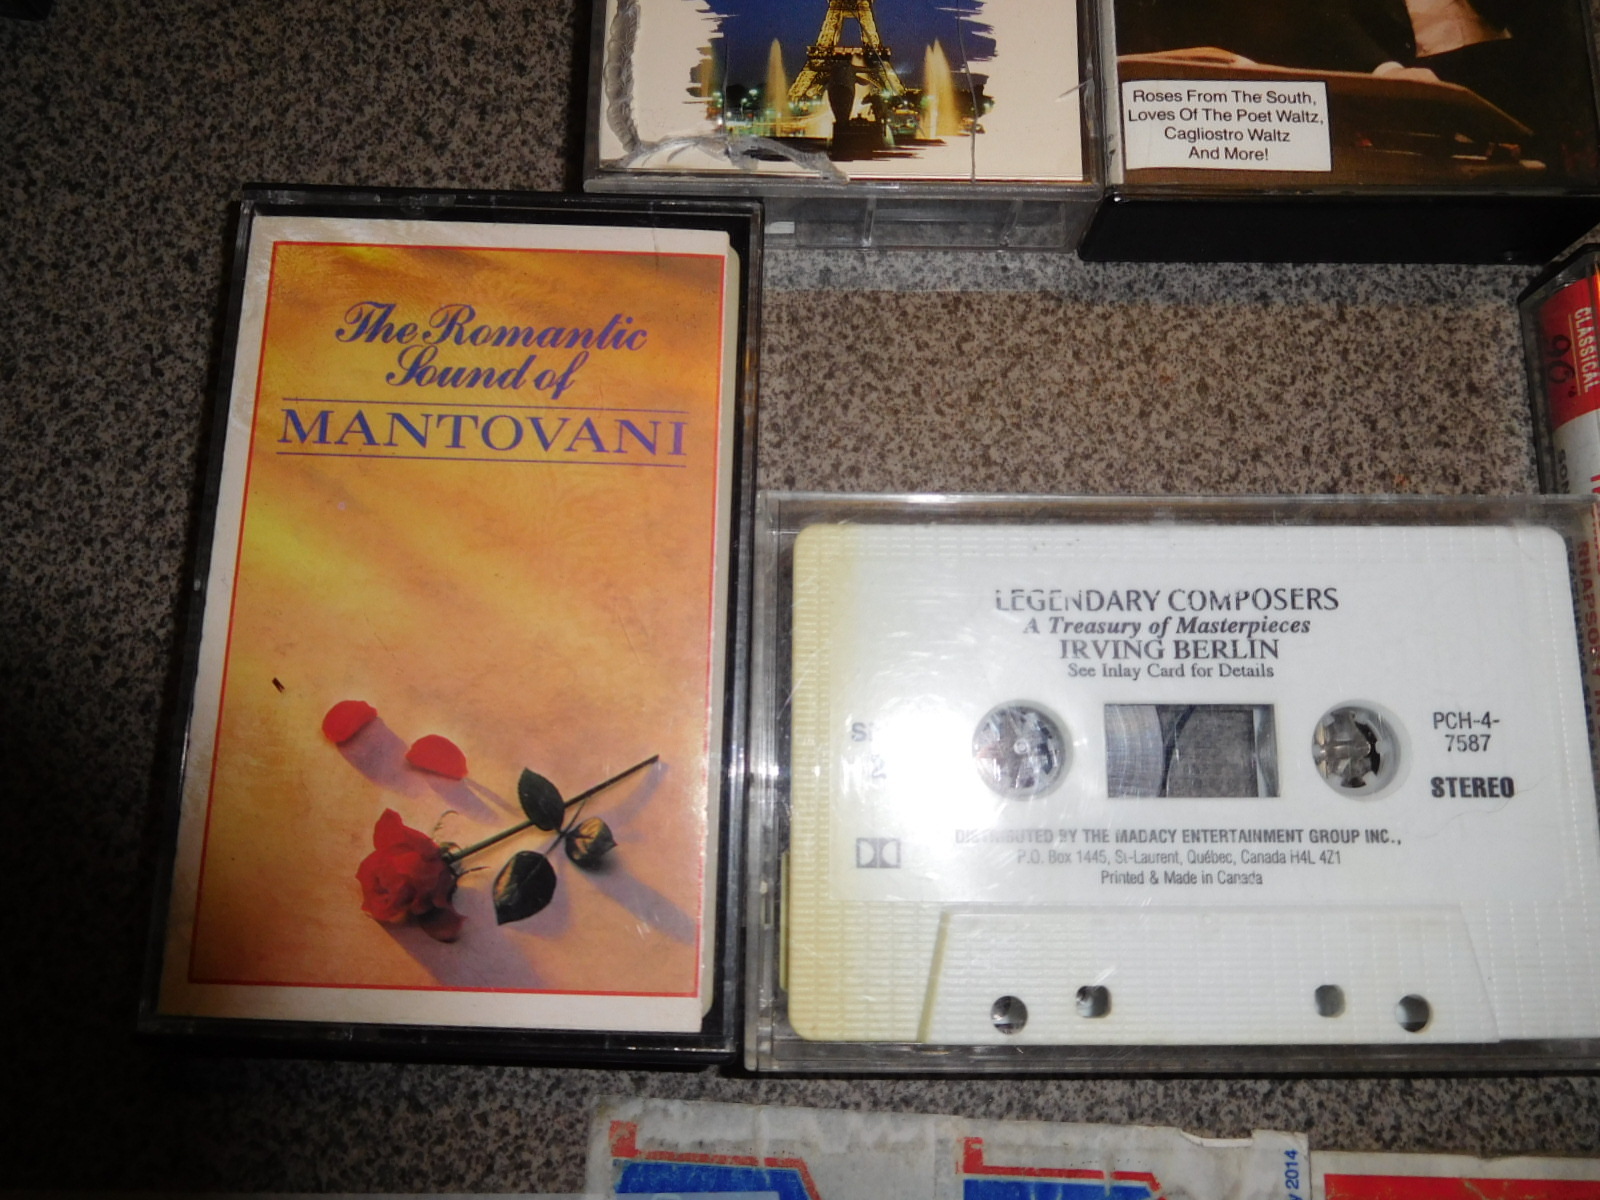 Roses From The South,
Loves Of The Poet Waltz,
Cagliostro Waltz
And More!
The Romantic
Sound of
MANTOVANI
CLASSICAL
LEGENDARY COMPOSERS
A Treasury of Masterpieces
IRVING BERLIN
See Inlay Card for Details
PCH-4-
7587
STEREO
DISTRIBUTED BY THE MADACY ENTERTAINMENT GROUP INC.,
P.O. Box 1445, St-Laurent, Québec, Canada H4L 4Z1
Printed & Made in Canada
RHAPSODY IN
2014